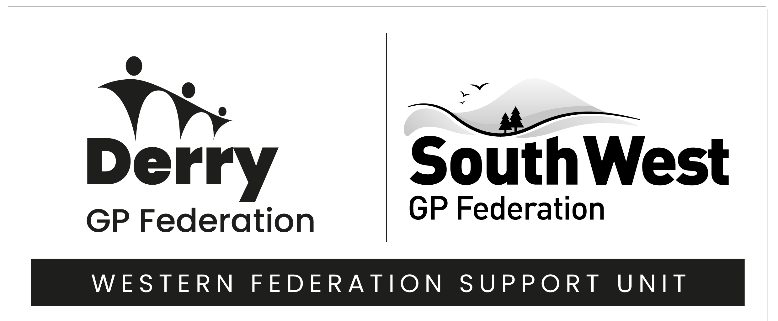 Derry
GP Federation
SouthWest
GP Federation
WESTERN FEDERATION SUPPORT UNIT